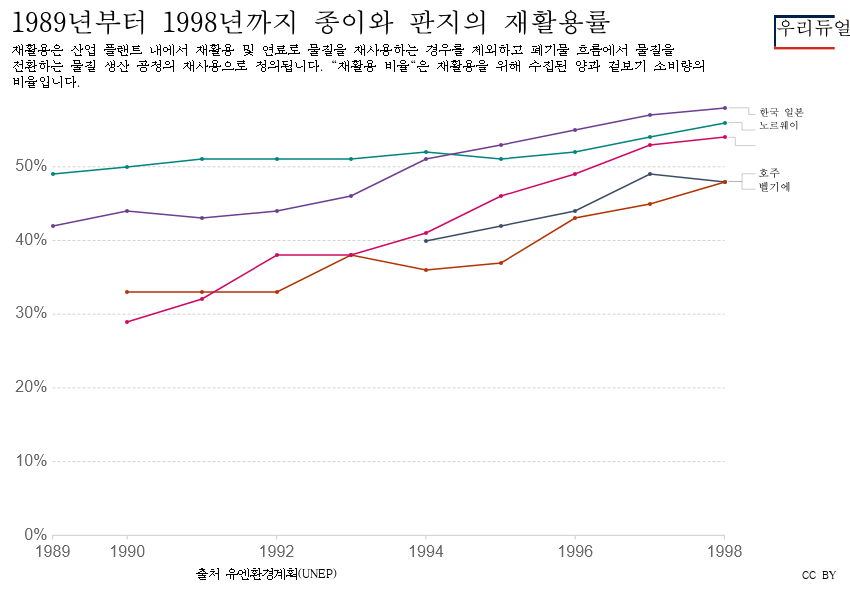 1989년부터 1998년까지 종이와 판지의 재활용률
우리듀얼
재활용은 산업 플랜트 내에서 재활용 및 연료로 물질을 재사용하는 경우를 제외하고 폐기물 흐름에서 물질을
전환하는 물질 생산 공정의 재사용으로 정의됩니다. "재활용 비율"은 재활용을 위해 수집된 양과 겉보기 소비량의
비율입니다.
한국 일본
노르웨이
호주
벨기에
50%
40%
30%
20%
10%
0%
1989 1990 1992 1994 1996 1998
출처 유엔환경계획(UNEP)
CC BY